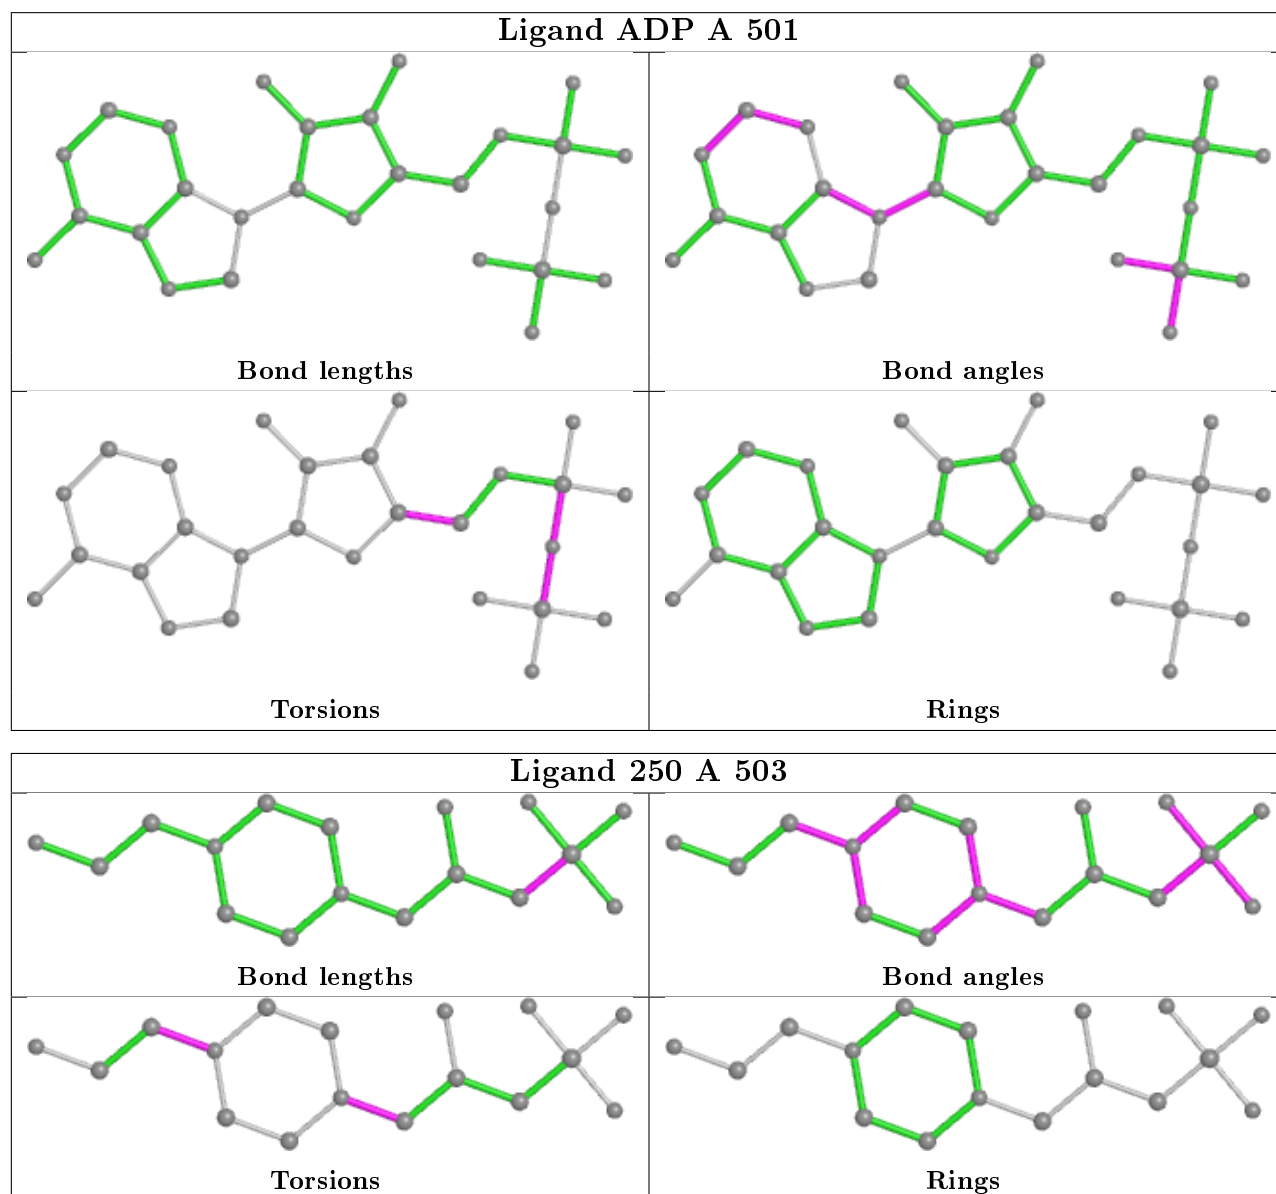 Ligand ADP A 501
Bond lengths
Bond angles
Torsions
Rings
Ligand 250 A 503
Bond lengths
Bond angles
Torsions
Rings